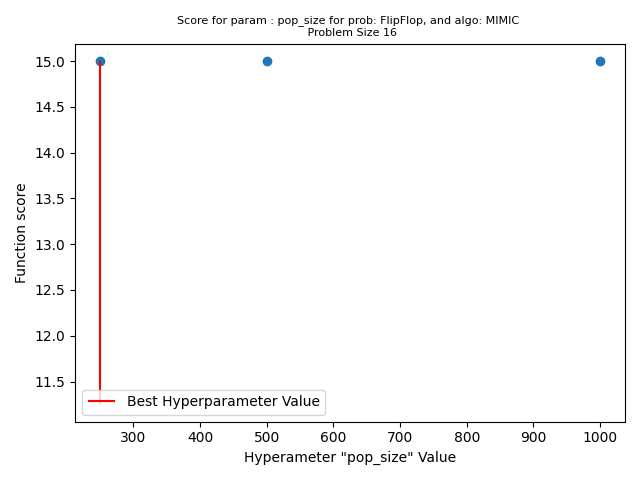 Score for param : pop_size for prob: FlipFlop, and algo: MIMIC
Problem Size 16
15.0
14.5
14.0
13.5
13.0
12.5
12.0
11.5
Function score
Best Hyperparameter Value
300 400 500 600 700 800 900 1000
Hyperameter "pop_size" Value